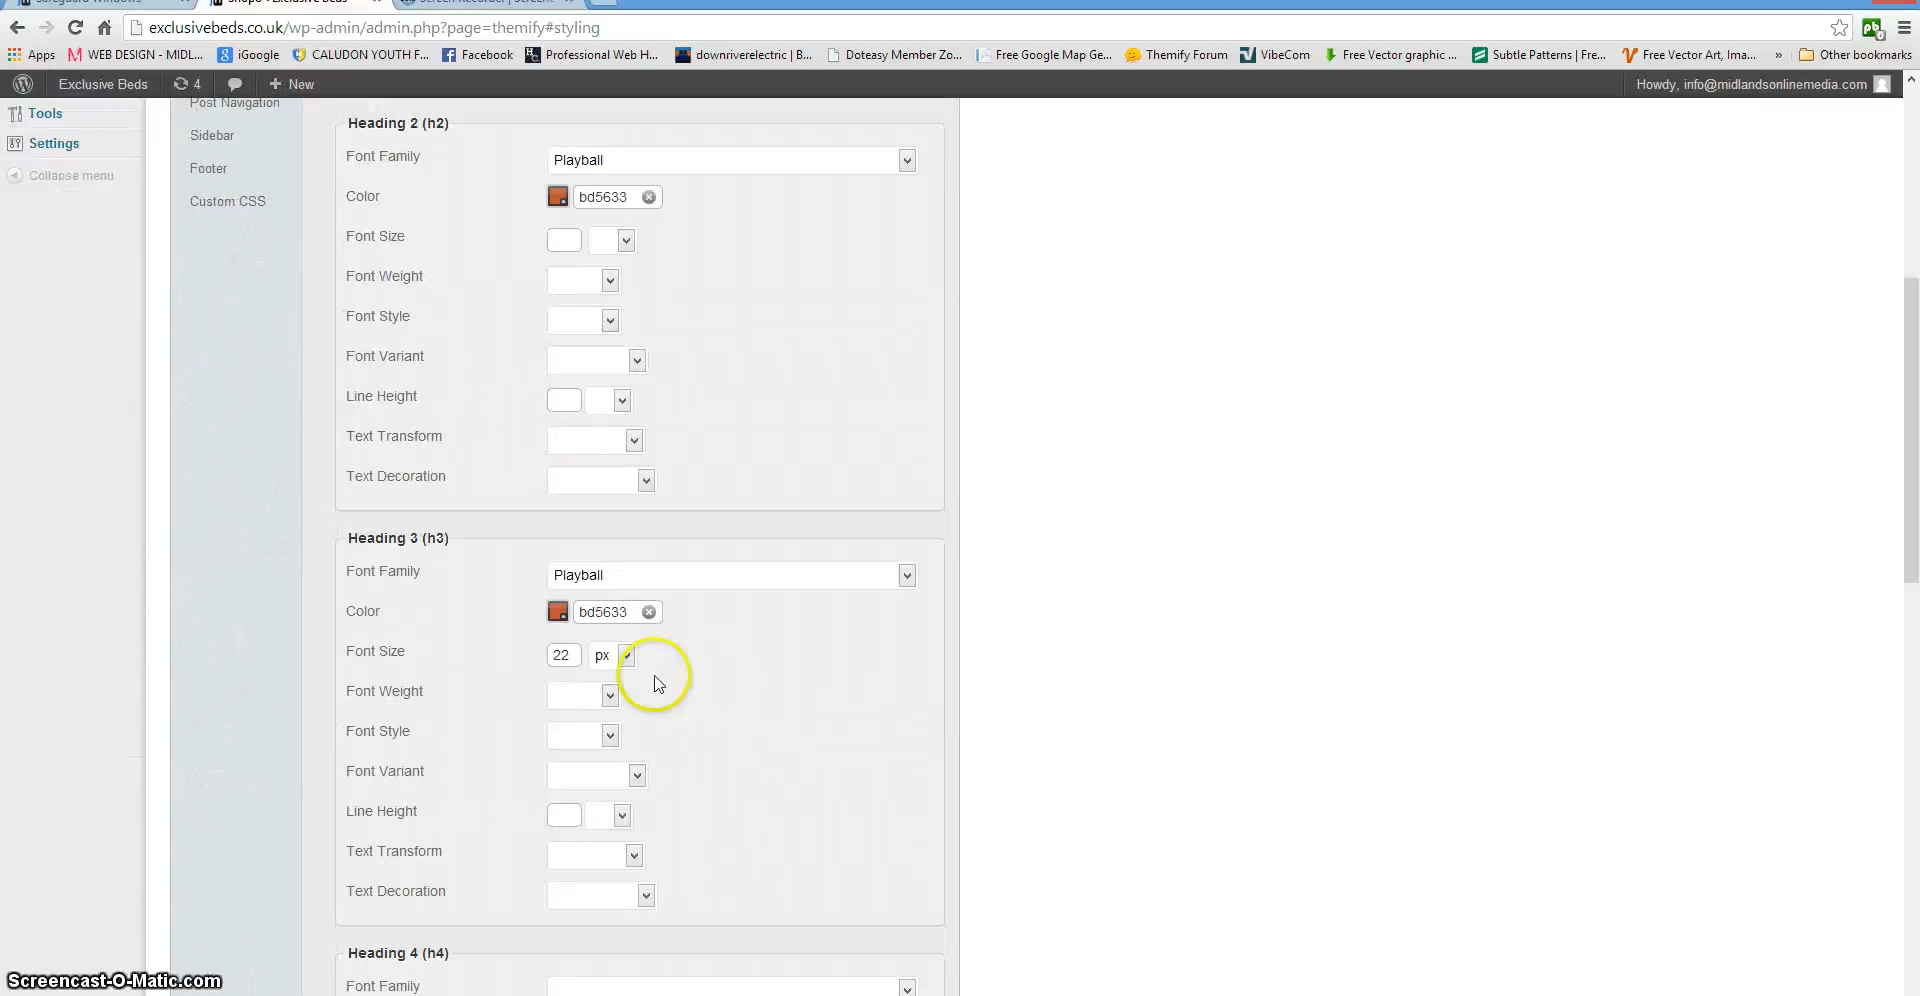 exclusivebeds.co.uk/wp-admin/admin.php?page=themify#styling
Apps WEB DESIGN - MIDL... iGoogle CALUDON YOUTH F... Facebook Professional Web H... downriverelectric | B... Doteasy Member Zo... Free Google Map Ge... Themify Forum VibeCom Free Vector graphic ... Subtle Patterns | Fre... Free Vector Art, Ima... » Other bookmarks
Exclusive Beds 4 + New Howdy, info@midlandsonlinemedia.com
Tools
Settings
Collapse menu
Post Navigation
Sidebar
Footer
Custom CSS
Heading 2 (h2)
Font Family Playball
Color bd5633
Font Size
Font Weight
Font Style
Font Variant
Line Height
Text Transform
Text Decoration
Heading 3 (h3)
Font Family Playball
Color bd5633
Font Size 22 px
Font Weight
Font Style
Font Variant
Line Height
Text Transform
Text Decoration
Heading 4 (h4)
Font Family
Screencast-O-Matic.com